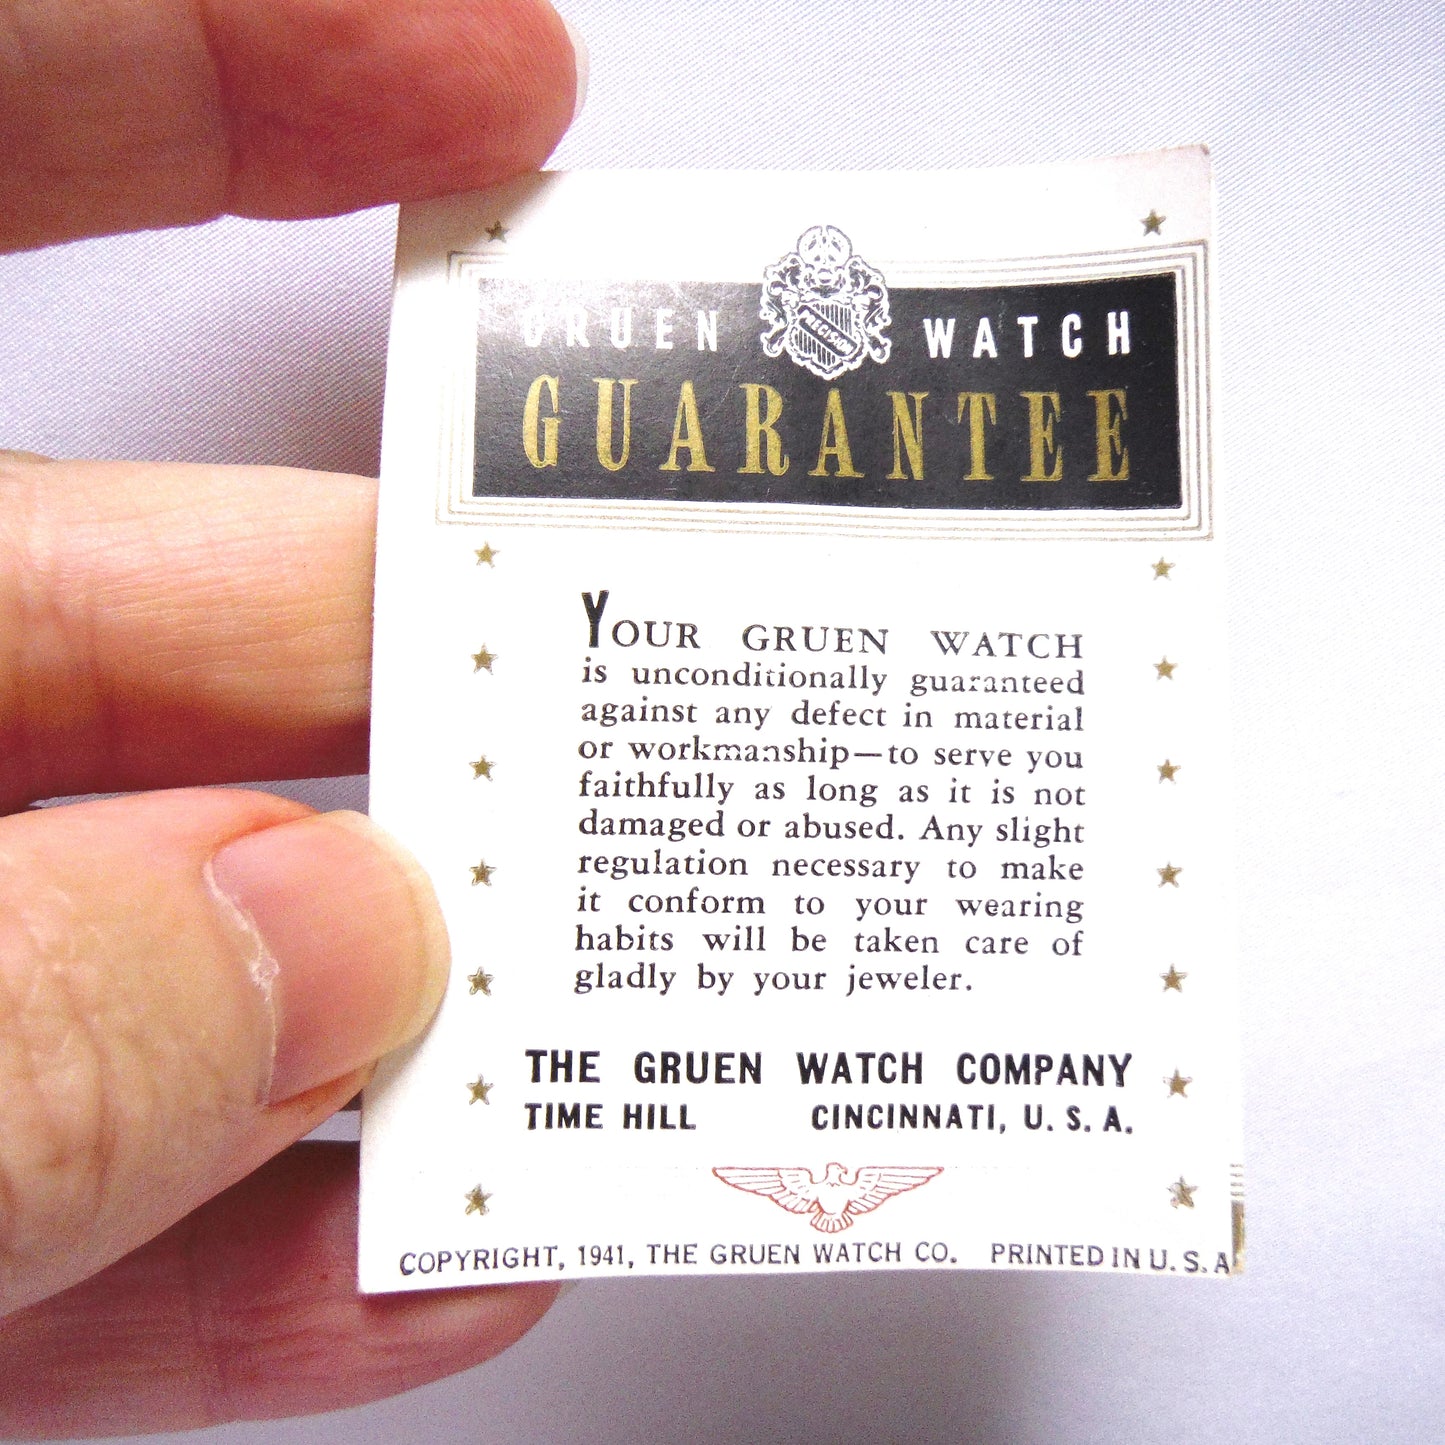 GRUEN WATCH
PRECISION
GUARANTEE
YOUR GRUEN WATCH
is unconditionally guaranteed
against any defect in material
or workmanship—to serve you
faithfully as long as it is not
damaged or abused. Any slight
regulation necessary to make
it conform to your wearing
habits will be taken care of
gladly by your jeweler.
THE GRUEN WATCH COMPANY
TIME HILL CINCINNATI, U. S. A.
COPYRIGHT, 1941, THE GRUEN WATCH CO. PRINTED IN U. S. A